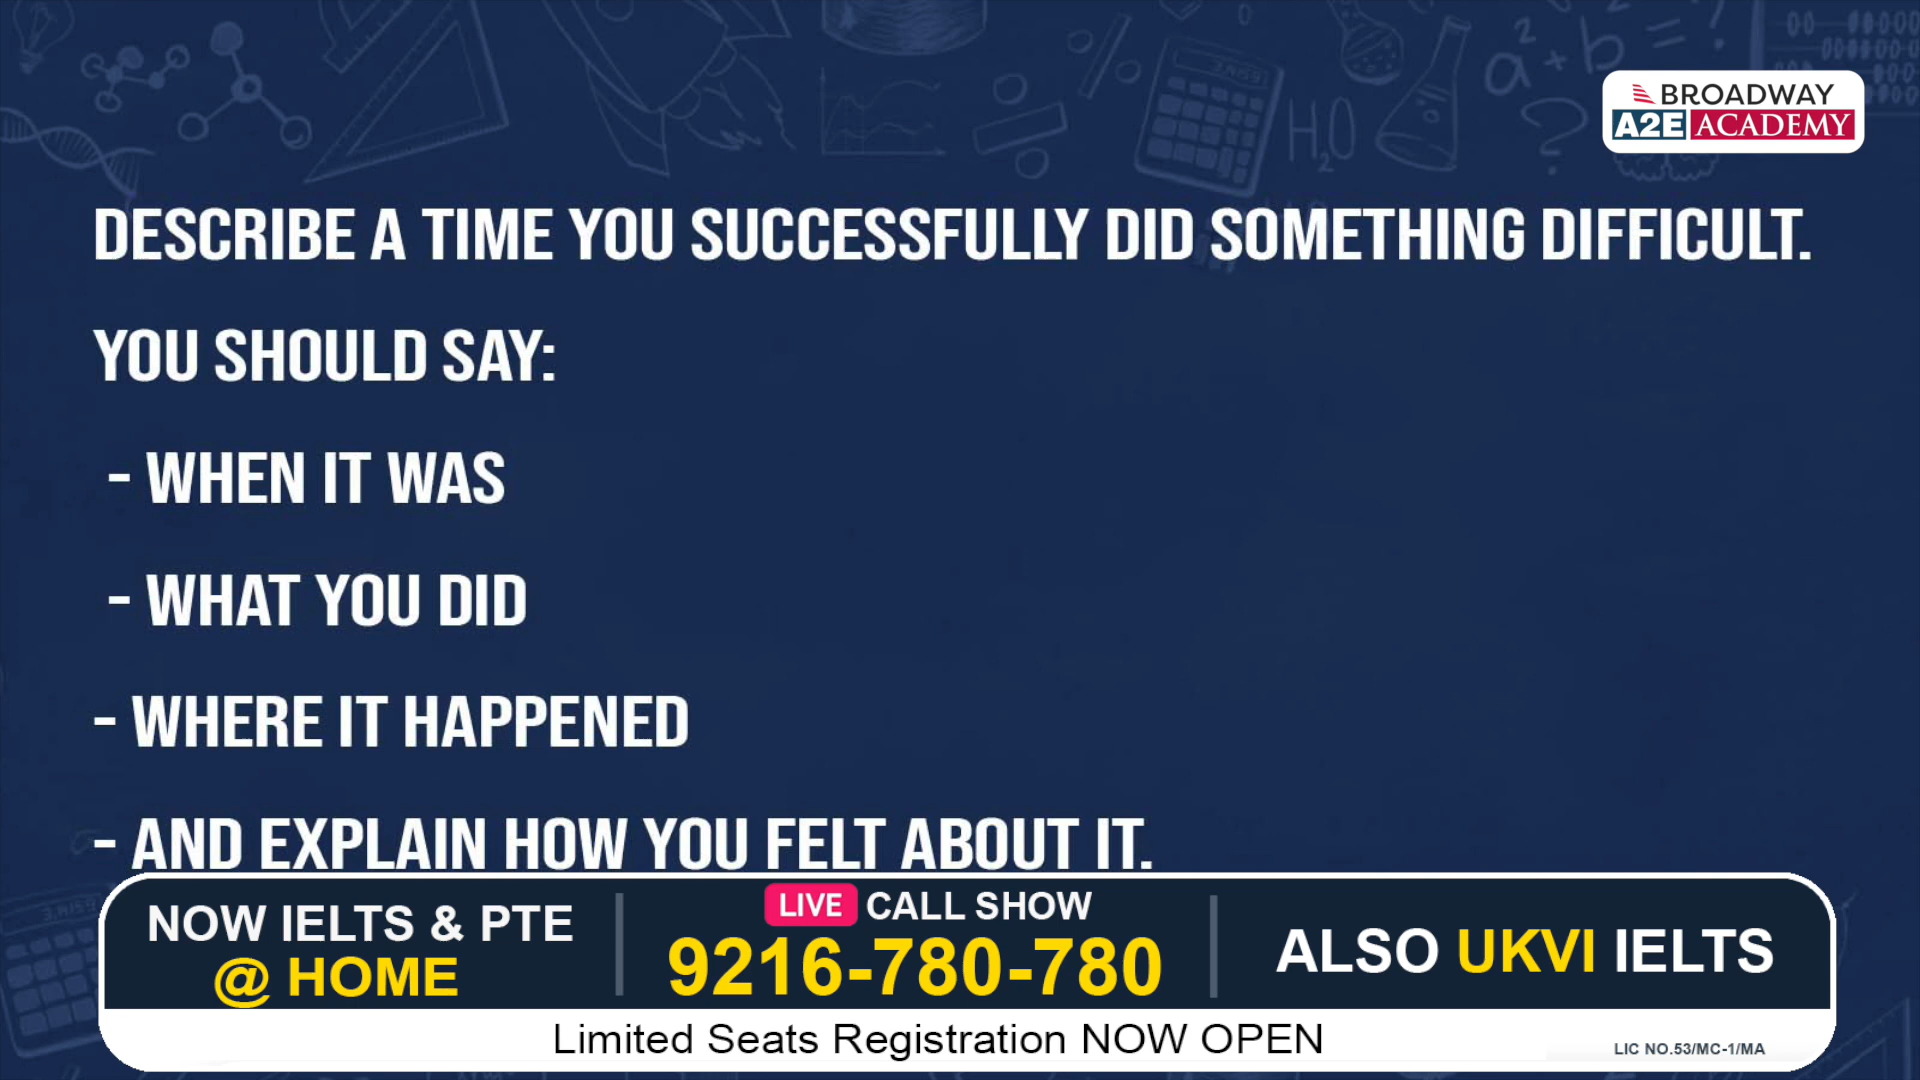 BROADWAY
A2E ACADEMY
DESCRIBE A TIME YOU SUCCESSFULLY DID SOMETHING DIFFICULT.
YOU SHOULD SAY:
- WHEN IT WAS
- WHAT YOU DID
- WHERE IT HAPPENED
- AND EXPLAIN HOW YOU FELT ABOUT IT.
NOW IELTS & PTE
@ HOME
LIVE CALL SHOW
9216-780-780
ALSO UKVI IELTS
Limited Seats Registration NOW OPEN
LIC NO.53/MC-1/MA